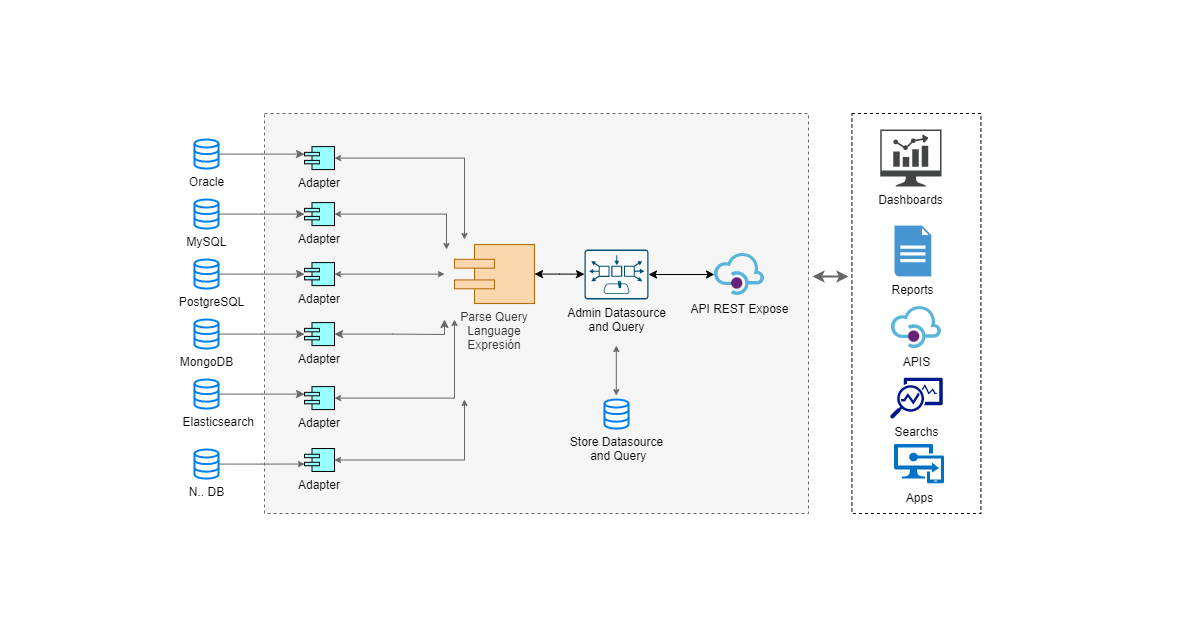 Oracle
Adapter
MySQL
Adapter
PostgreSQL
Adapter
MongoDB
Adapter
Elasticsearch
Adapter
N.. DB
Adapter
Parse Query
Language
Expresión
Admin Datasource
and Query
API REST Expose
Store Datasource
and Query
Dashboards
Reports
APIS
Searchs
Apps